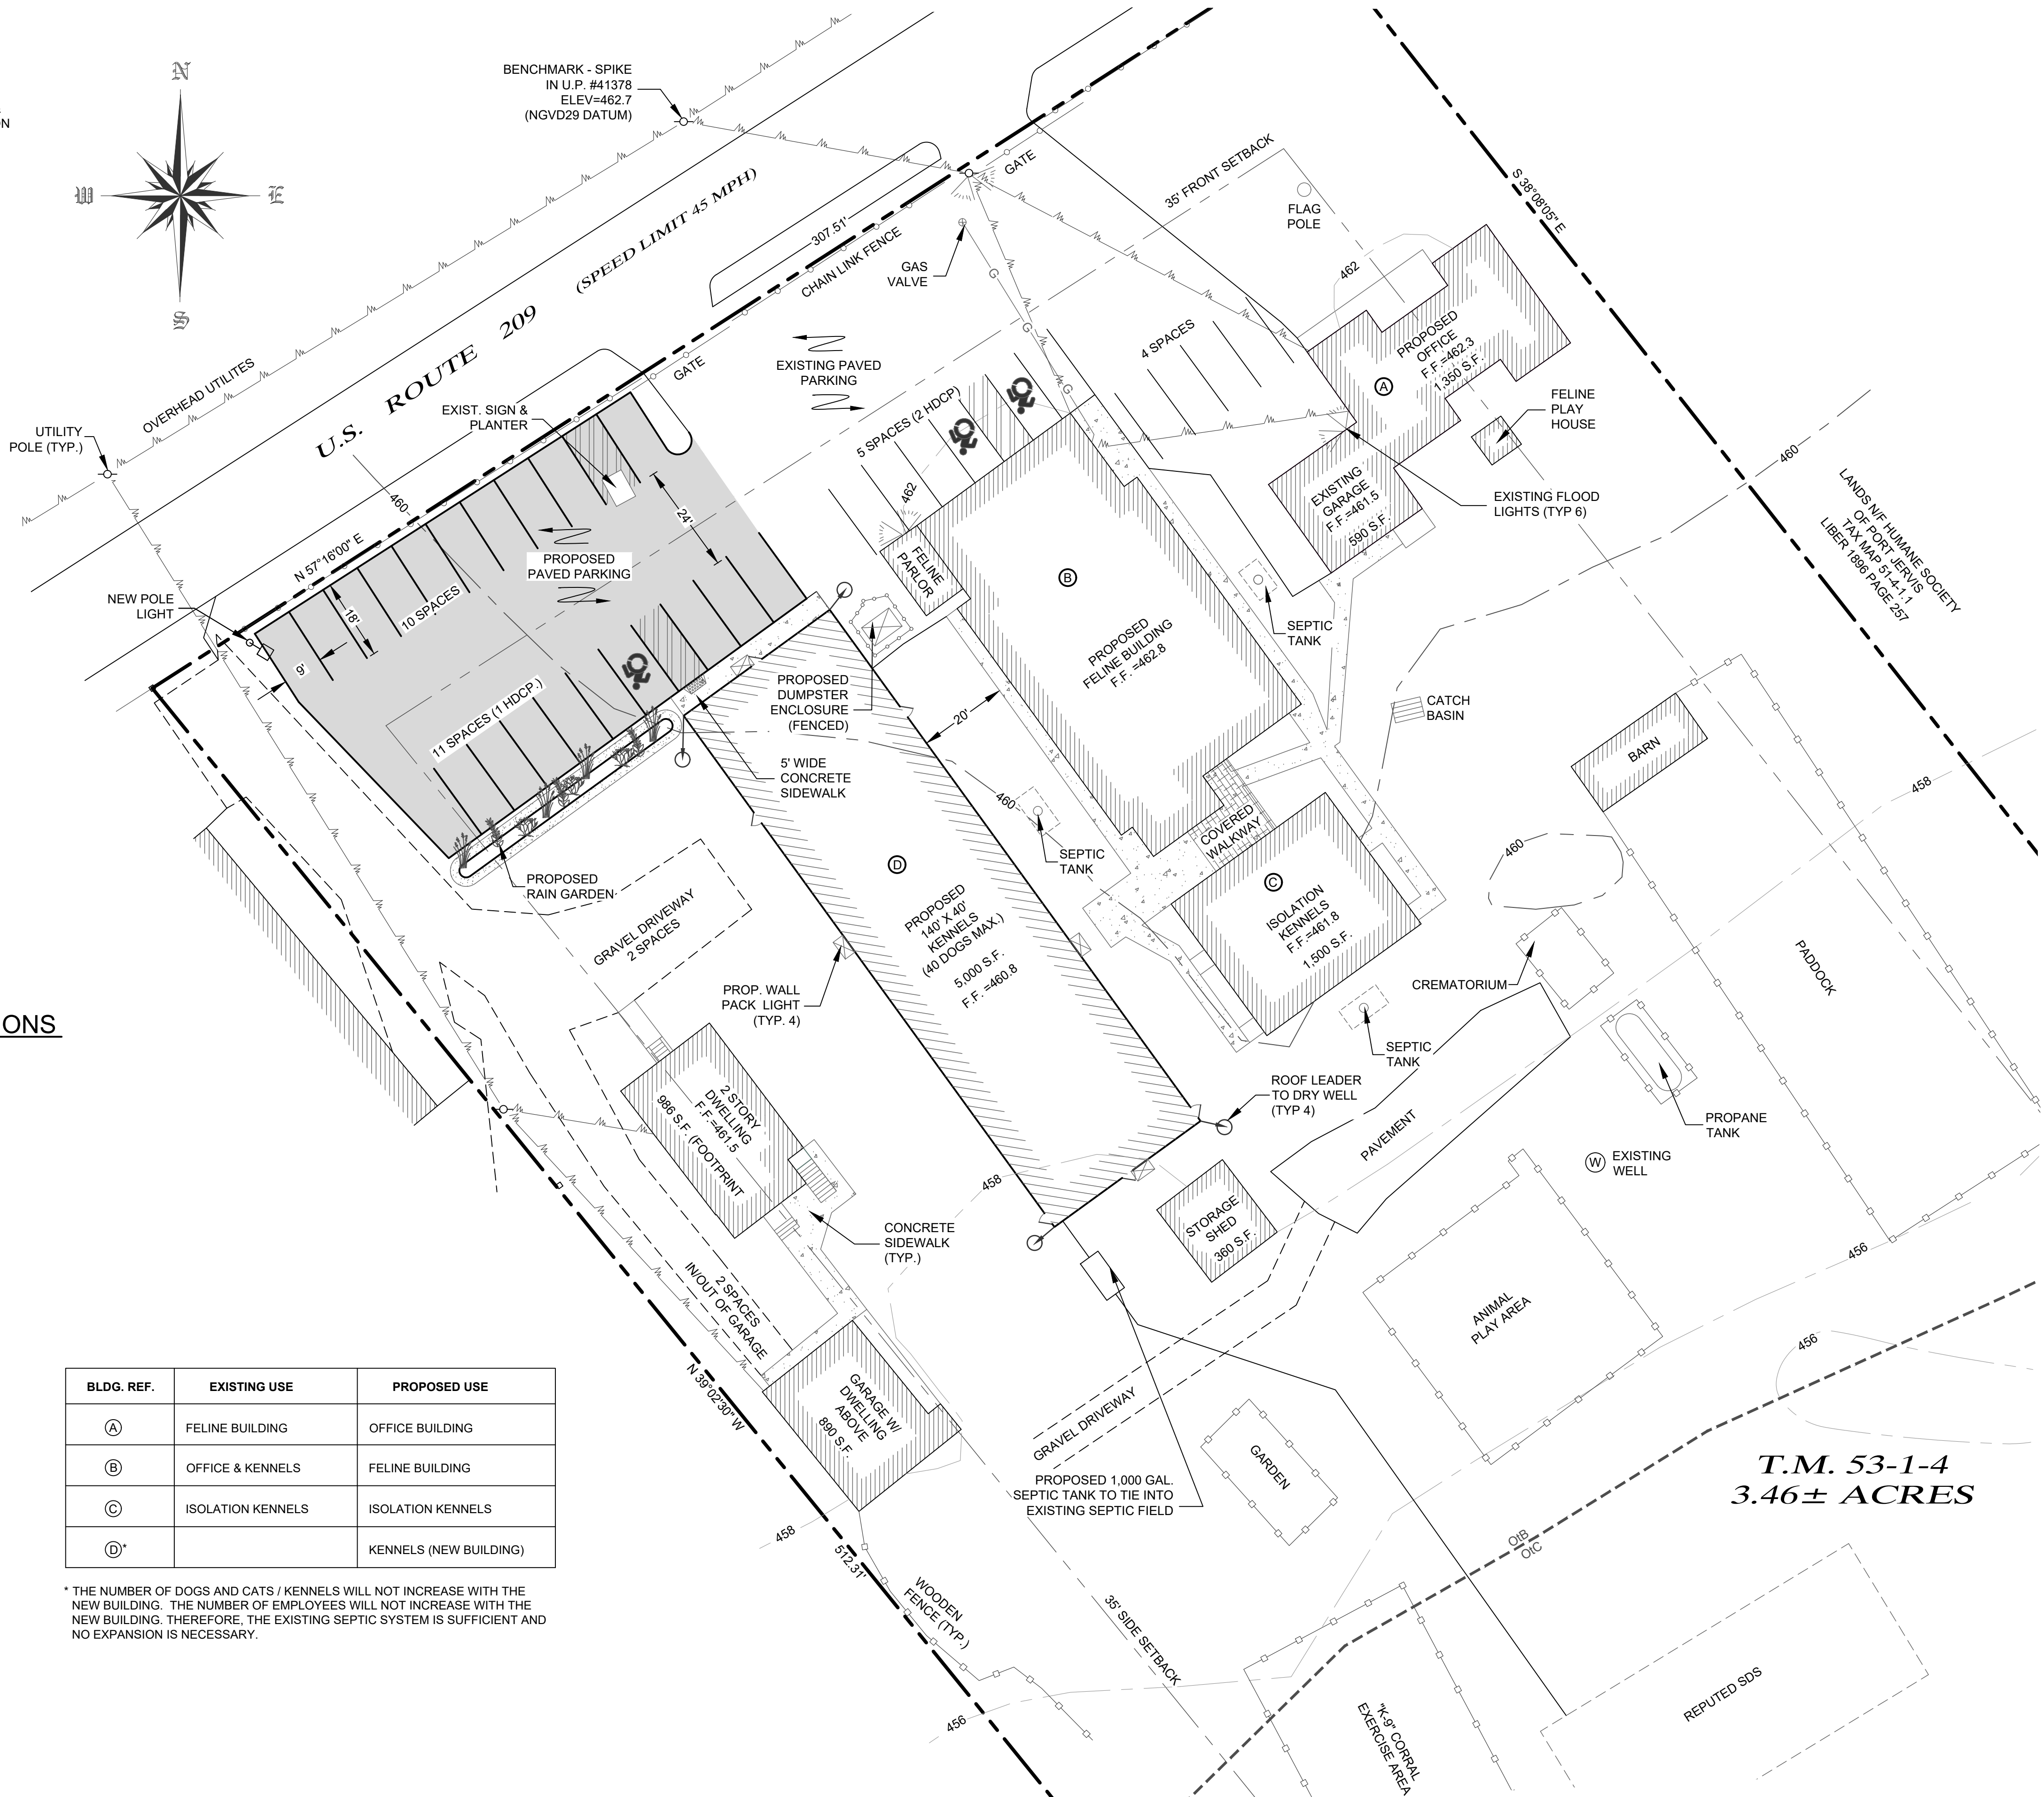 N
W
E
S
ON
BENCHMARK - SPIKE
IN U.P. #41378
ELEV=462.7
(NGVD29 DATUM)
OVERHEAD UTILITES
U.S. ROUTE 209 (SPEED LIMIT 45 MPH)
307.51'
CHAIN LINK FENCE
GATE
GATE
35' FRONT SETBACK
FLAG
POLE
S 38°08'05" E
GAS
VALVE
G
G
G
G
462
PROPOSED
OFFICE
F.F.=462.3
1,350 S.F.
A
FELINE
PLAY
HOUSE
4 SPACES
EXISTING PAVED
PARKING
5 SPACES (2 HDCP)
EXIST. SIGN &
PLANTER
UTILITY
POLE (TYP.)
460
N 57°16'00" E
NEW POLE
LIGHT
24'
PROPOSED
PAVED PARKING
10 SPACES
18'
9'
11 SPACES (1 HDCP.)
462
FELINE
PARLOR
B
PROPOSED
FELINE BUILDING
F.F. =462.8
EXISTING
GARAGE
F.F.=461.5
590 S.F.
EXISTING FLOOD
LIGHTS (TYP 6)
460
LANDS N/F HUMANE SOCIETY
OF PORT JERVIS
TAX MAP 51-4-1.1
LIBER 1896 PAGE 257
SEPTIC
TANK
PROPOSED
DUMPSTER
ENCLOSURE
(FENCED)
20'
CATCH
BASIN
BARN
458
5' WIDE
CONCRETE
SIDEWALK
460
SEPTIC
TANK
COVERED
WALKWAY
460
PROPOSED
RAIN GARDEN
GRAVEL DRIVEWAY
2 SPACES
D
PROPOSED
140' X 40'
KENNELS
(40 DOGS MAX.)
5,000 S.F.
F.F. =460.8
C
ISOLATION
KENNELS
F.F.=461.8
1,500 S.F.
CREMATORIUM
PADDOCK
PROP. WALL
PACK LIGHT
(TYP. 4)
SEPTIC
TANK
ONS
2 STORY
DWELLING
F.F.=461.5
986 S.F. (FOOTPRINT
ROOF LEADER
TO DRY WELL
(TYP 4)
PAVEMENT
PROPANE
TANK
W
EXISTING
WELL
458
STORAGE
SHED
360 S.F.
CONCRETE
SIDEWALK
(TYP.)
456
2 SPACES
IN/OUT OF GARAGE
ANIMAL
PLAY AREA
456
N 39°02'30" W
GARAGE W/
DWELLING
ABOVE
890 S.F.
GRAVEL DRIVEWAY
GARDEN
PROPOSED 1,000 GAL.
SEPTIC TANK TO TIE INTO
EXISTING SEPTIC FIELD
T.M. 53-1-4
3.46± ACRES
OtB
OtC
458
512.31'
WOODEN
FENCE (TYP.)
35' SIDE SETBACK
456
"K-9" CORRAL
EXERCISE AREA
REPUTED SDS
BLDG. REF. EXISTING USE PROPOSED USE
A FELINE BUILDING OFFICE BUILDING
B OFFICE & KENNELS FELINE BUILDING
C ISOLATION KENNELS ISOLATION KENNELS
D* KENNELS (NEW BUILDING)
* THE NUMBER OF DOGS AND CATS / KENNELS WILL NOT INCREASE WITH THE
NEW BUILDING. THE NUMBER OF EMPLOYEES WILL NOT INCREASE WITH THE
NEW BUILDING. THEREFORE, THE EXISTING SEPTIC SYSTEM IS SUFFICIENT AND
NO EXPANSION IS NECESSARY.